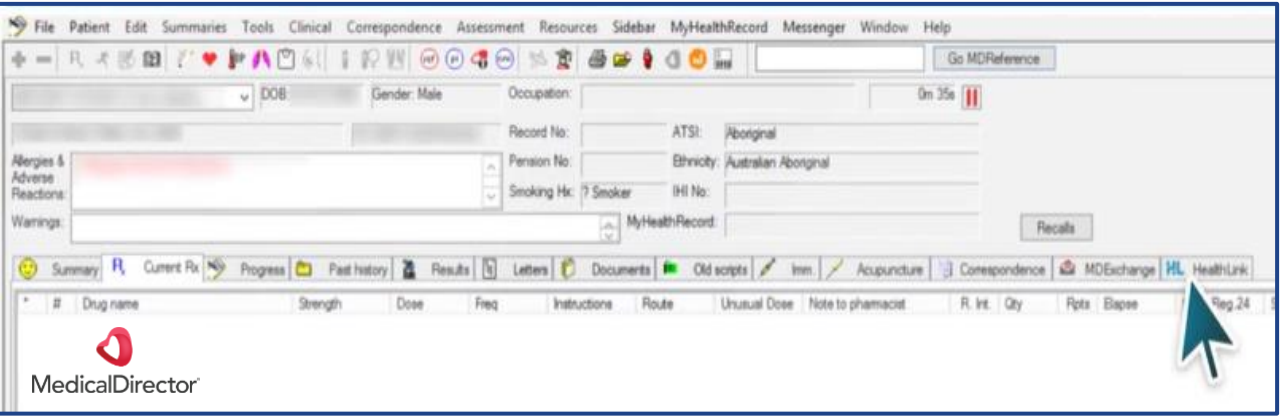 File Patient Edit Summaries Tools Clinical Correspondence Assessment Resources Sidebar MyHealthRecord Messenger Window Help
Go MDReference
DOB: Gender: Male Occupation: 0m 35s
Record No: ATSI: Aboriginal
Allergies & Adverse Reactions: Pension No: Ethnicity: Australian Aboriginal
Smoking Hx: ? Smoker IHI No:
Warnings: MyHealthRecord: Recalls
Summary Rx Current Rx Progress Past history Results Letters Documents Old scripts Imm. Acupuncture Correspondence MDExchange HL HealthLink
* # Drug name Strength Dose Freq Instructions Route Unusual Dose Note to pharmacist R. Int. Qty Rpts Elapse Reg.24
MedicalDirector